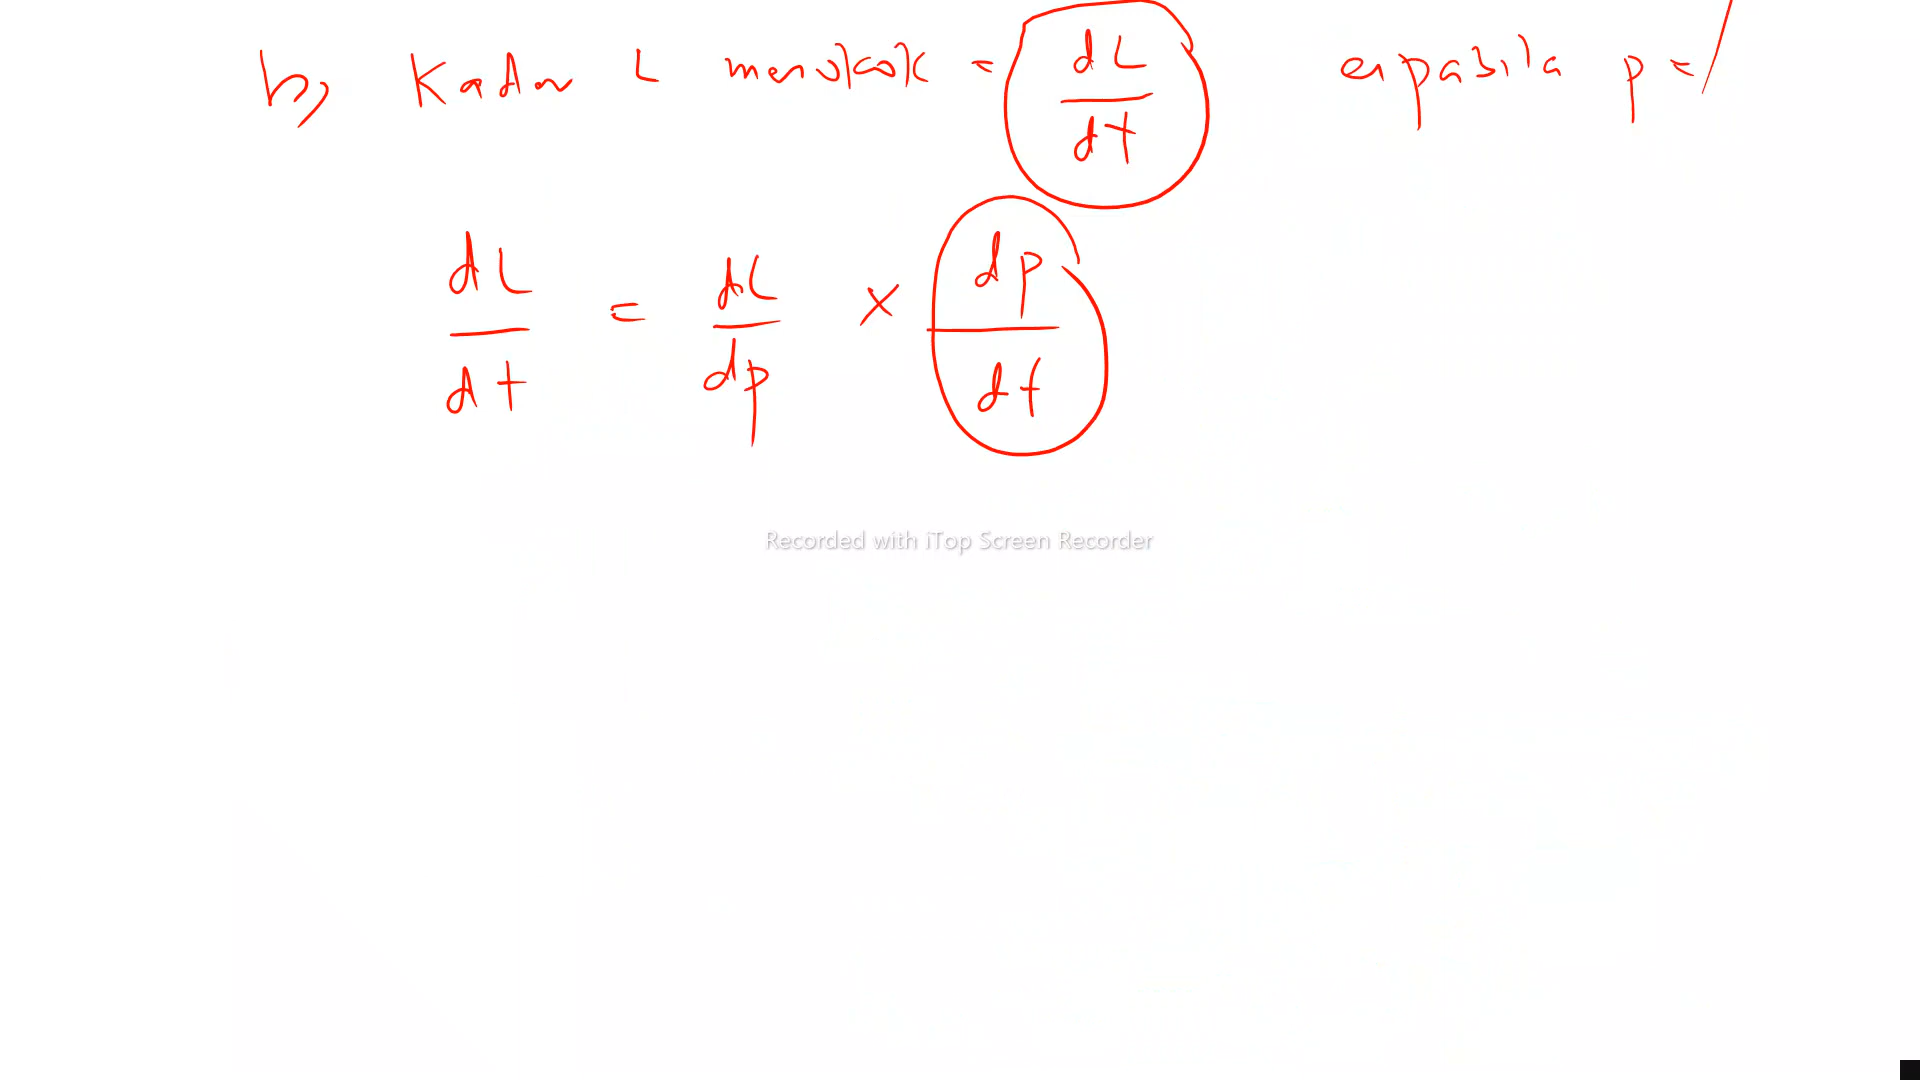 b) Kadar L menokok = dL/dt apabila p =
dL/dt = dL/dp × dp/dt
Recorded with iTop Screen Recorder